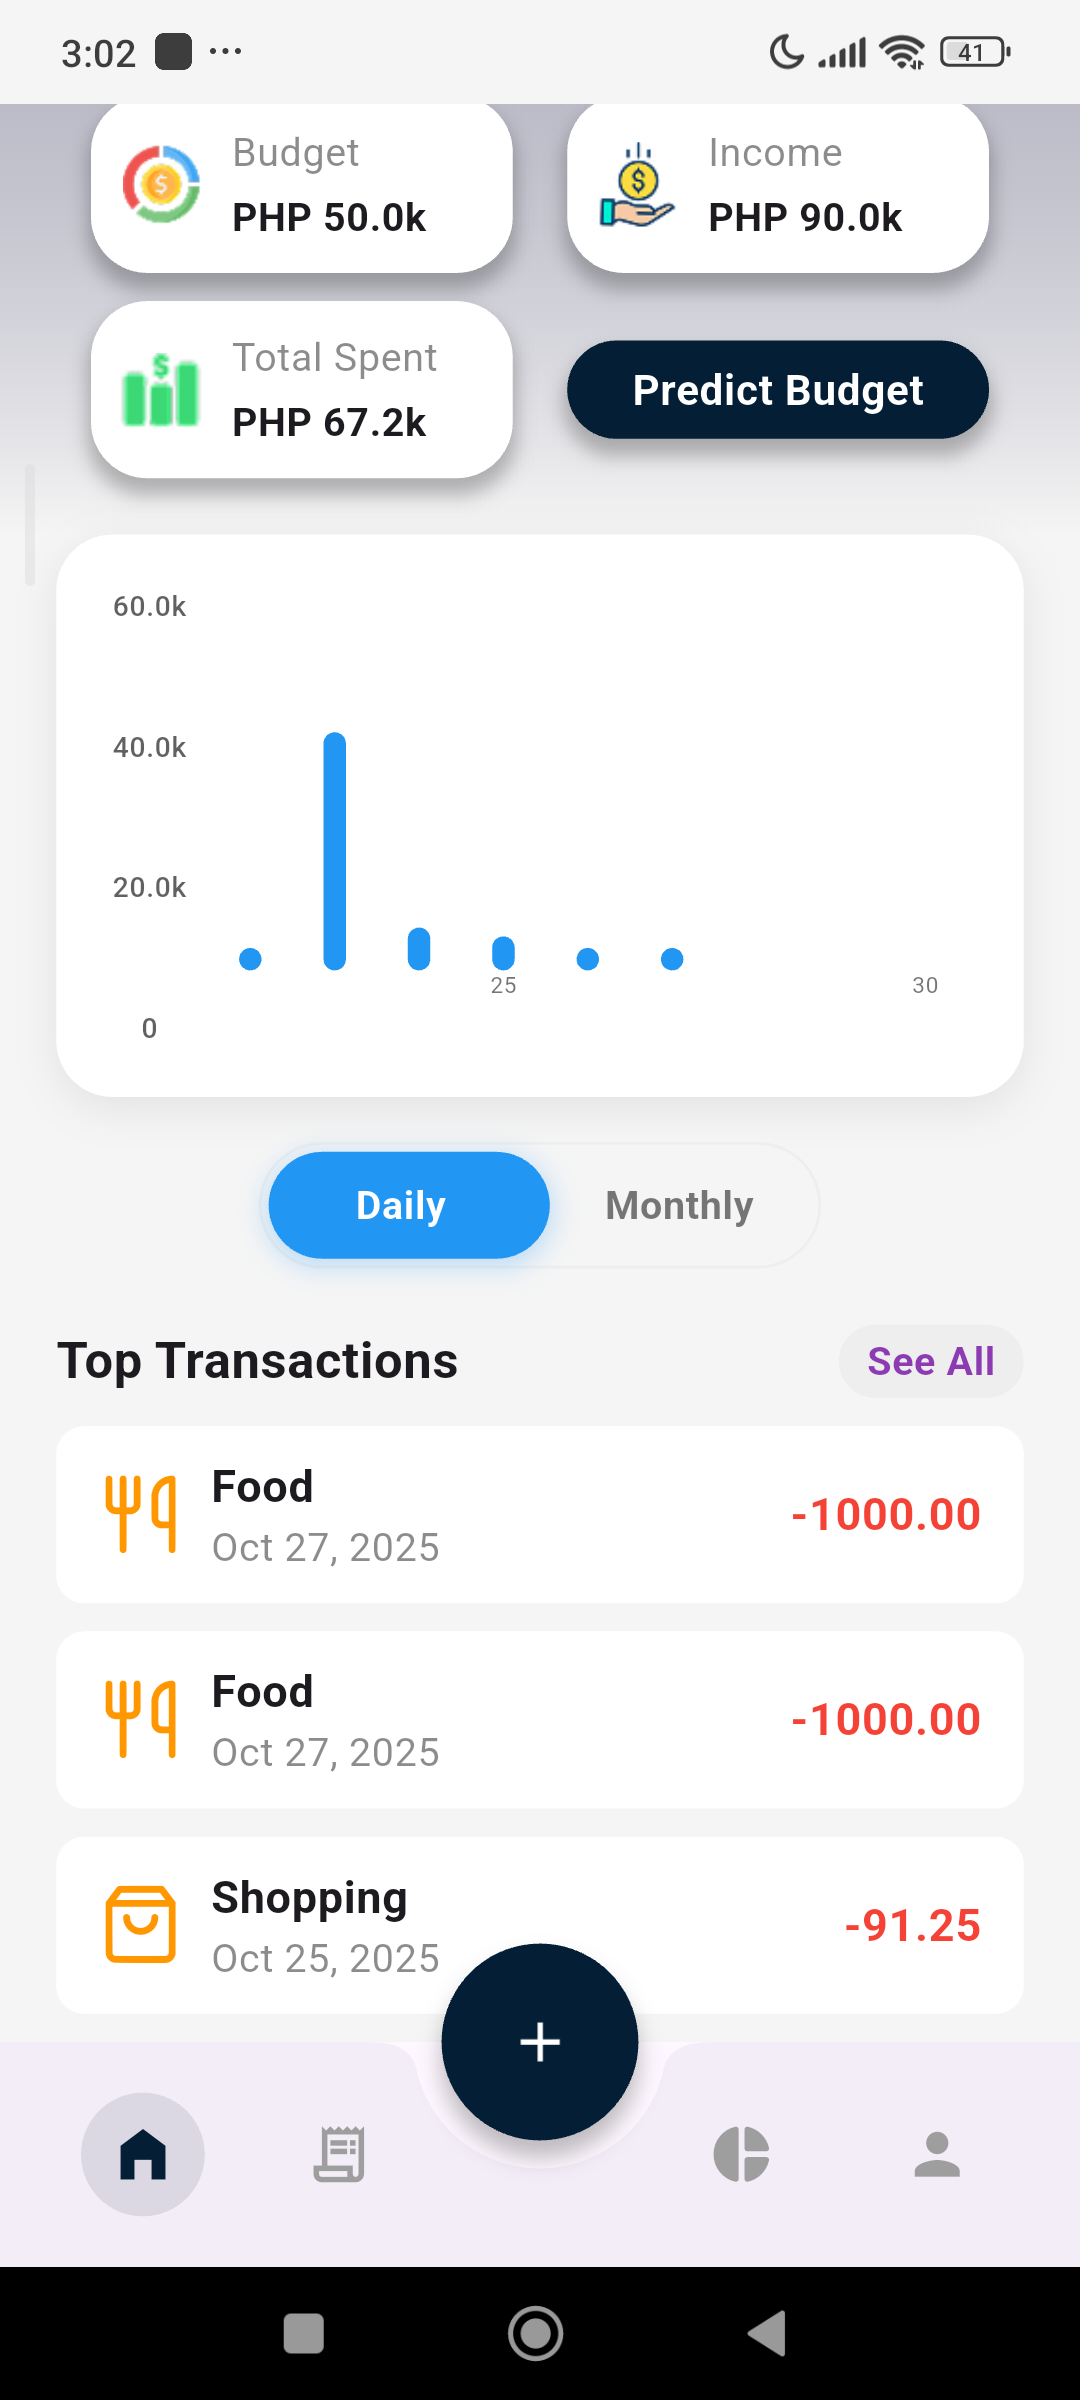 3:02 ... 41
Budget
PHP 50.0k
Income
PHP 90.0k
Total Spent
PHP 67.2k
Predict Budget
60.0k
40.0k
20.0k
25 30
0
Daily Monthly
Top Transactions See All
Food
Oct 27, 2025
-1000.00
Food
Oct 27, 2025
-1000.00
Shopping
Oct 25, 2025
-91.25